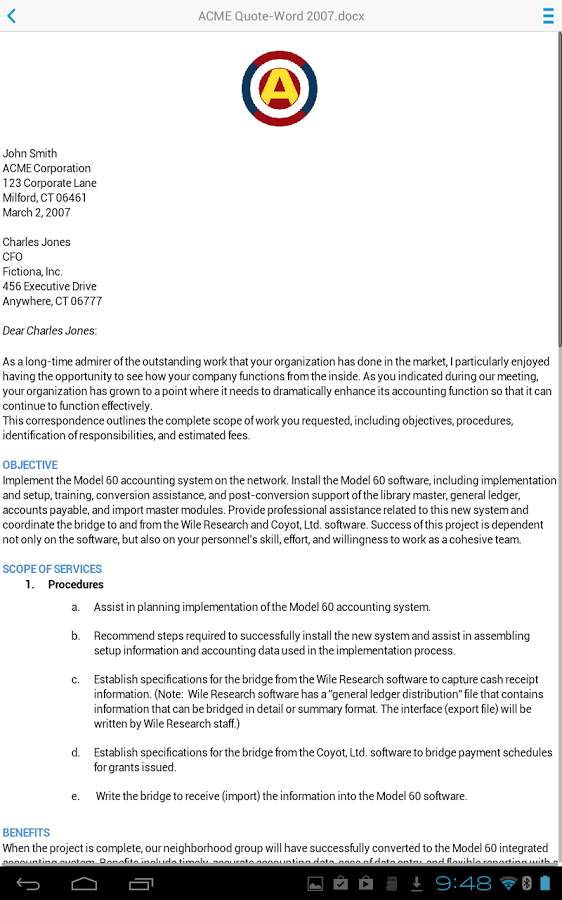 ACME Quote-Word 2007.docx
A
John Smith
ACME Corporation
123 Corporate Lane
Milford, CT 06461
March 2, 2007
Charles Jones
CFO
Fictiona, Inc.
456 Executive Drive
Anywhere, CT 06777
Dear Charles Jones:
As a long-time admirer of the outstanding work that your organization has done in the market, I particularly enjoyed
having the opportunity to see how your company functions from the inside. As you indicated during our meeting,
your organization has grown to a point where it needs to dramatically enhance its accounting function so that it can
continue to function effectively.
This correspondence outlines the complete scope of work you requested, including objectives, procedures,
identification of responsibilities, and estimated fees.
OBJECTIVE
Implement the Model 60 accounting system on the network. Install the Model 60 software, including implementation
and setup, training, conversion assistance, and post-conversion support of the library master, general ledger,
accounts payable, and import master modules. Provide professional assistance related to this new system and
coordinate the bridge to and from the Wile Research and Coyot, Ltd. software. Success of this project is dependent
not only on the software, but also on your personnel's skill, effort, and willingness to work as a cohesive team.
SCOPE OF SERVICES
1. Procedures
a. Assist in planning implementation of the Model 60 accounting system.
b. Recommend steps required to successfully install the new system and assist in assembling
setup information and accounting data used in the implementation process.
c. Establish specifications for the bridge from the Wile Research software to capture cash receipt
information. (Note: Wile Research software has a "general ledger distribution" file that contains
information that can be bridged in detail or summary format. The interface (export file) will be
written by Wile Research staff.)
d. Establish specifications for the bridge from the Coyot, Ltd. software to bridge payment schedules
for grants issued.
e. Write the bridge to receive (import) the information into the Model 60 software.
BENEFITS
When the project is complete, our neighborhood group will have successfully converted to the Model 60 integrated
accounting system. Benefits include timely, accurate accounting data, ease of data entry, and flexible reporting with a
9:48